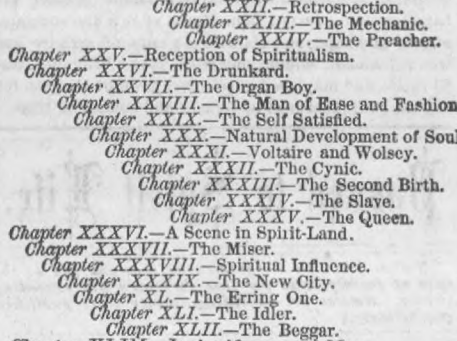 Chapter XXII.—Retrospection.
Chapter XXIII.—The Mechanic.
Chapter XXIV.—The Preacher.
Chapter XXV.—Reception of Spiritualism.
Chapter XXVI.—The Drunkard.
Chapter XXVII.—The Organ Boy.
Chapter XXVIII.—The Man of Ease and Fashion
Chapter XXIX.—The Self Satisfied.
Chapter XXX.—Natural Development of Soul
Chapter XXXI.—Voltaire and Wolsey.
Chapter XXXII.—The Cynic.
Chapter XXXIII.—The Second Birth.
Chapter XXXIV.—The Slave.
Chapter XXXV.—The Queen.
Chapter XXXVI.—A Scene in Spirit-Land.
Chapter XXXVII.—The Miser.
Chapter XXXVIII.—Spiritual Influence.
Chapter XXXIX.—The New City.
Chapter XL.—The Erring One.
Chapter XLI.—The Idler.
Chapter XLII.—The Beggar.